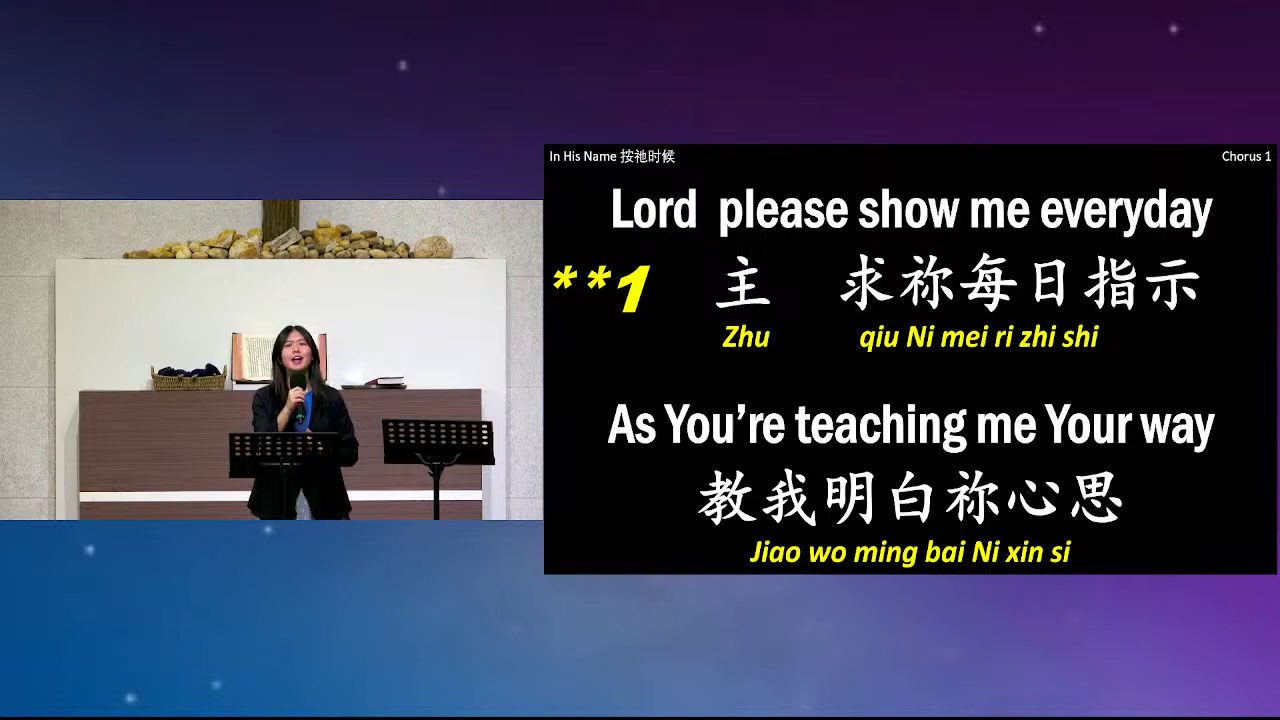 In His Name 按祂时候
Chorus 1
Lord please show me everyday
**1
主 求祢每日指示
Zhu qiu Ni mei ri zhi shi
As You’re teaching me Your way
教我明白祢心思
Jiao wo ming bai Ni xin si